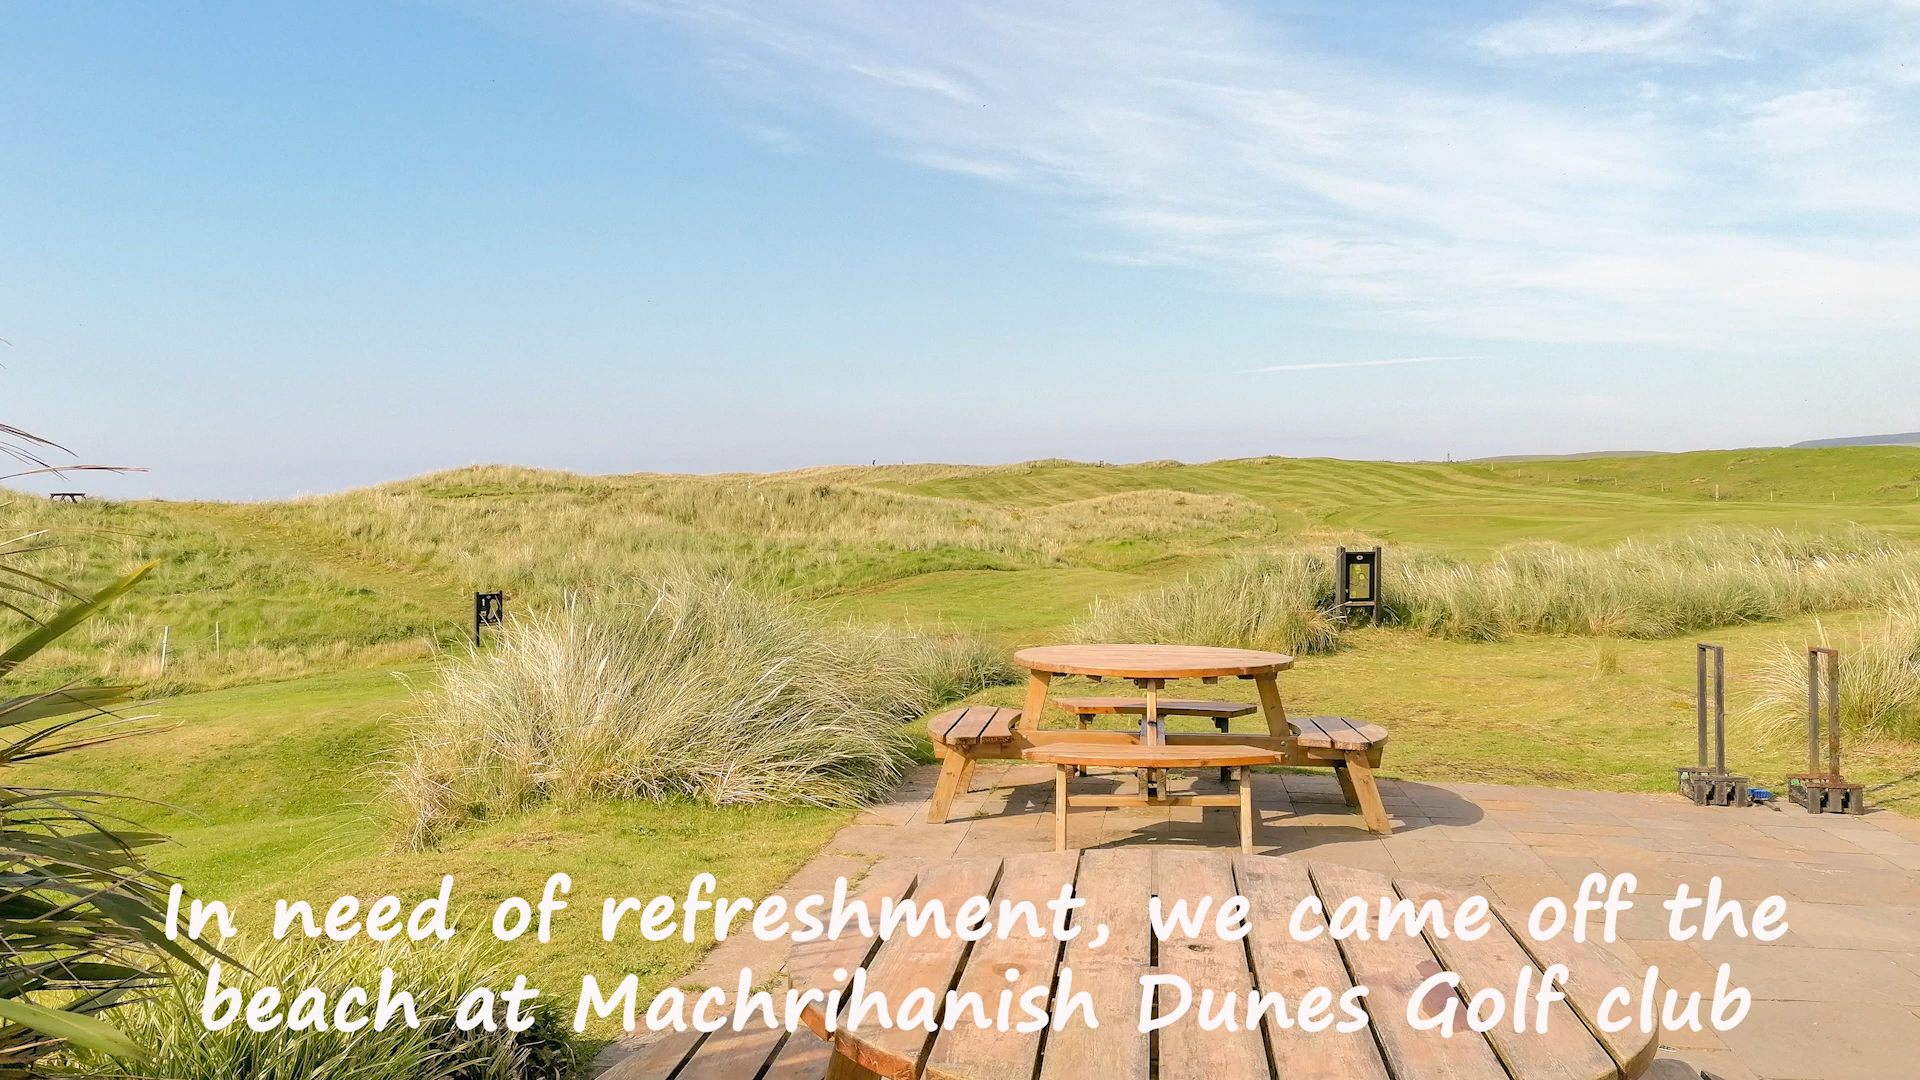 In need of refreshment, we came off the
beach at Machrihanish Dunes Golf club